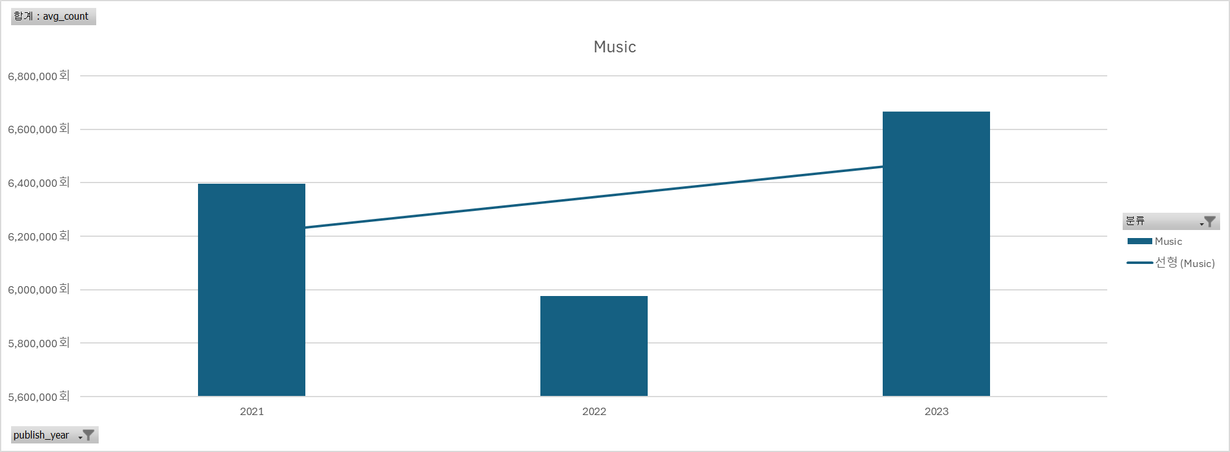 합계 : avg_count
Music
6,800,000회
6,600,000회
6,400,000회
6,200,000회
6,000,000회
5,800,000회
5,600,000회
2021
2022
2023
분류
Music
선형 (Music)
publish_year